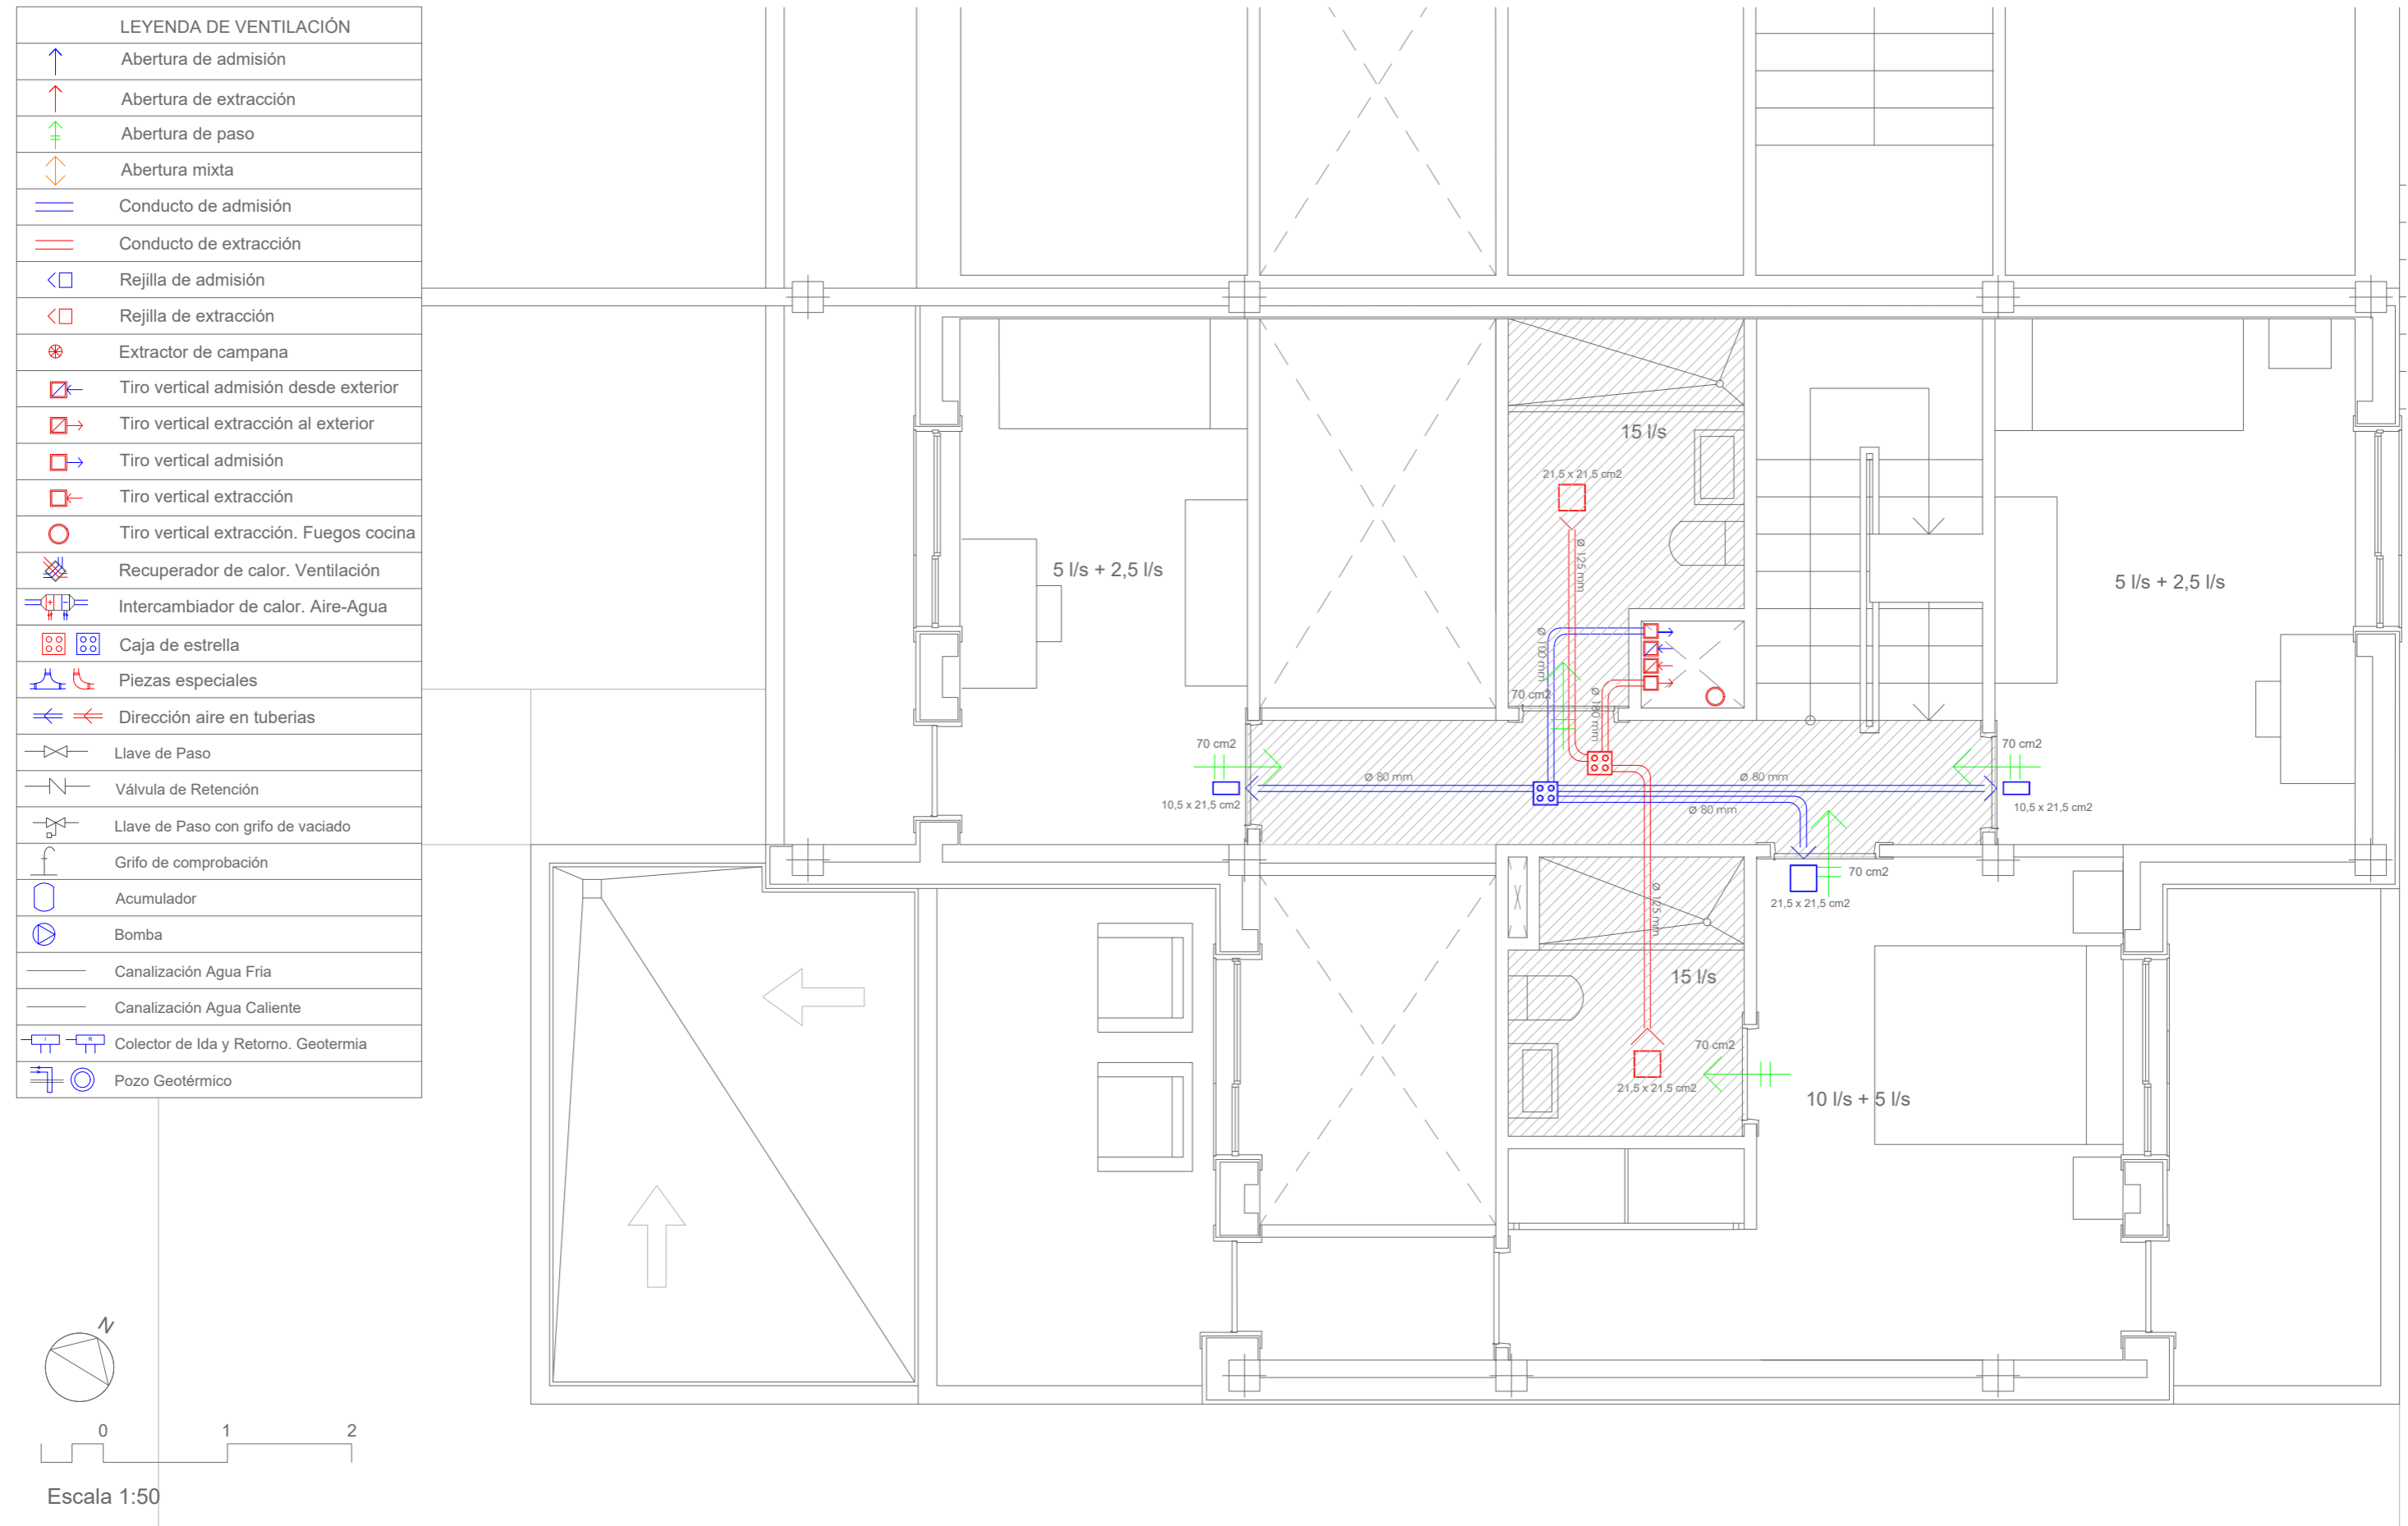 LEYENDA DE VENTILACIÓN
Abertura de admisión
Abertura de extracción
Abertura de paso
Abertura mixta
Conducto de admisión
Conducto de extracción
Rejilla de admisión
Rejilla de extracción
Extractor de campana
Tiro vertical admisión desde exterior
Tiro vertical extracción al exterior
Tiro vertical admisión
Tiro vertical extracción
Tiro vertical extracción. Fuegos cocina
Recuperador de calor. Ventilación
Intercambiador de calor. Aire-Agua
Caja de estrella
Piezas especiales
Dirección aire en tuberias
Llave de Paso
Válvula de Retención
Llave de Paso con grifo de vaciado
Grifo de comprobación
Acumulador
Bomba
Canalización Agua Fria
Canalización Agua Caliente
I R Colector de Ida y Retorno. Geotermia
Pozo Geotérmico
N
0 1 2
Escala 1:50
15 l/s
21,5 x 21,5 cm2
Ø 125 mm
5 l/s + 2,5 l/s
5 l/s + 2,5 l/s
Ø 100 mm
70 cm2
Ø 160 mm
70 cm2
70 cm2
Ø 80 mm
Ø 80 mm
10,5 x 21,5 cm2
Ø 80 mm
10,5 x 21,5 cm2
70 cm2
21,5 x 21,5 cm2
Ø 125 mm
15 l/s
70 cm2
21,5 x 21,5 cm2
10 l/s + 5 l/s